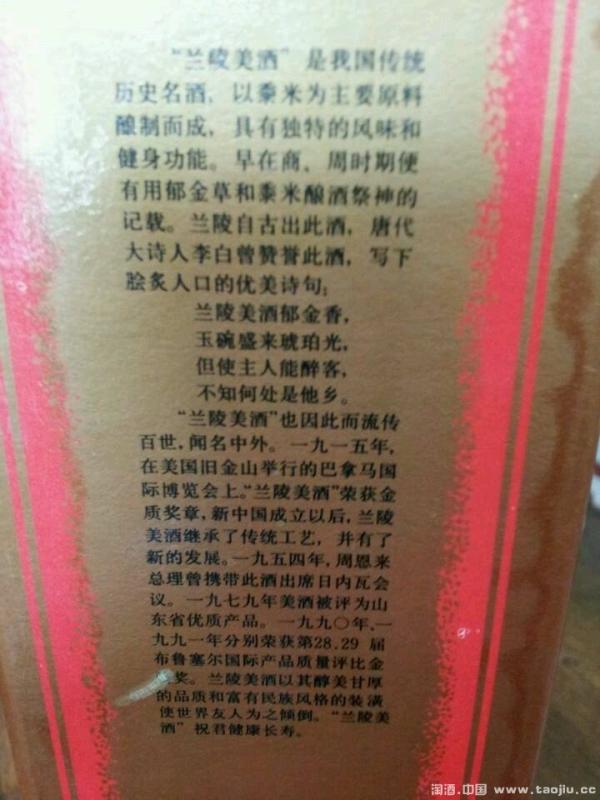 “兰陵美酒”是我国传统
历史名酒，以黍米为主要原料
酿制而成，具有独特的风味和
健身功能。早在商、周时期便
有用郁金草和黍米酿酒祭神的
记载。兰陵自古出此酒，唐代
大诗人李白曾赞誉此酒，写下
脍炙人口的优美诗句；
兰陵美酒郁金香，
玉碗盛来琥珀光，
但使主人能醉客，
不知何处是他乡。
“兰陵美酒”也因此而流传
百世，闻名中外。一九一五年，
在美国旧金山举行的巴拿马国
际博览会上。“兰陵美酒”荣获金
质奖章，新中国成立以后，兰陵
美酒继承了传统工艺，并有了
新的发展。一九五四年，周恩来
总理曾携带此酒出席日内瓦会
议。一九七九年美酒被评为山
东省优质产品。一九九〇年、一
九九一年分别荣获第28.29 届
布鲁塞尔国际产品质量评比金
奖。兰陵美酒以其醇美甘厚
的品质和富有民族风格的装潢
使世界友人为之倾倒。“兰陵美
酒”祝君健康长寿。
淘酒.中国 www.taojiu.cc